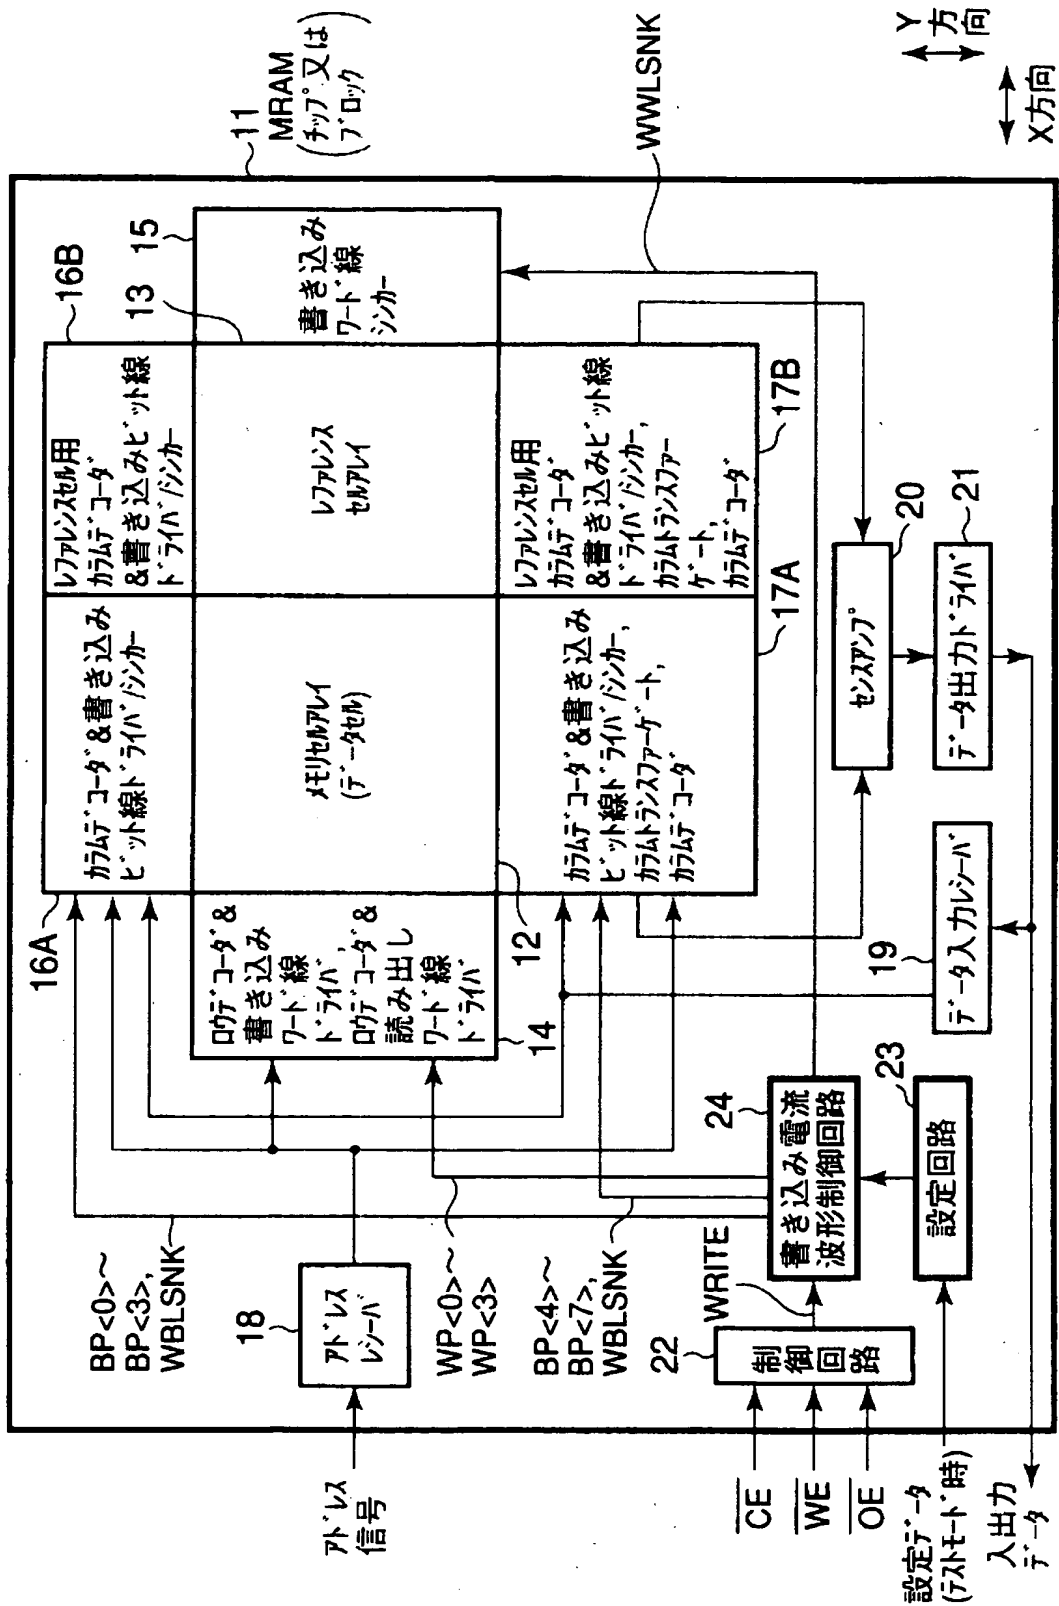 11
MRAM
(チップ又は
ブロック)
16B
15
13
16A
カラムデコーダ&書き込み
ビット線ドライバ/シンカー
レファレンスセル用
カラムデコーダ
&書き込みビット線
ドライバ/シンカー
ロウデコーダ&
書き込み
ワード線
ドライバ,
ロウデコーダ&
読み出し
ワード線
ドライバ
14
メモリセルアレイ
(データセル)
12
レファレンス
セルアレイ
書き込み
ワード線
シンカー
カラムデコーダ&書き込み
ビット線ドライバ/シンカー,
カラムトランスファーゲート,
カラムデコーダ
17A
レファレンスセル用
カラムデコーダ
&書き込みビット線
ドライバ/シンカー,
カラムトランスファー
ゲート,
カラムデコーダ
17B
WWLSNK
BP<0>~
BP<3>,
WBLSNK
アドレス
信号
18
アドレス
レシーバ
WP<0>~
WP<3>
BP<4>~
BP<7>,
WBLSNK
CE
WE
OE
22
制御
回路
WRITE
24
書き込み電流
波形制御回路
23
設定回路
設定データ
(テストモード時)
19
データ入力レシーバ
センスアンプ
20
データ出力ドライバ
21
入出力
データ
Y
方向
X方向